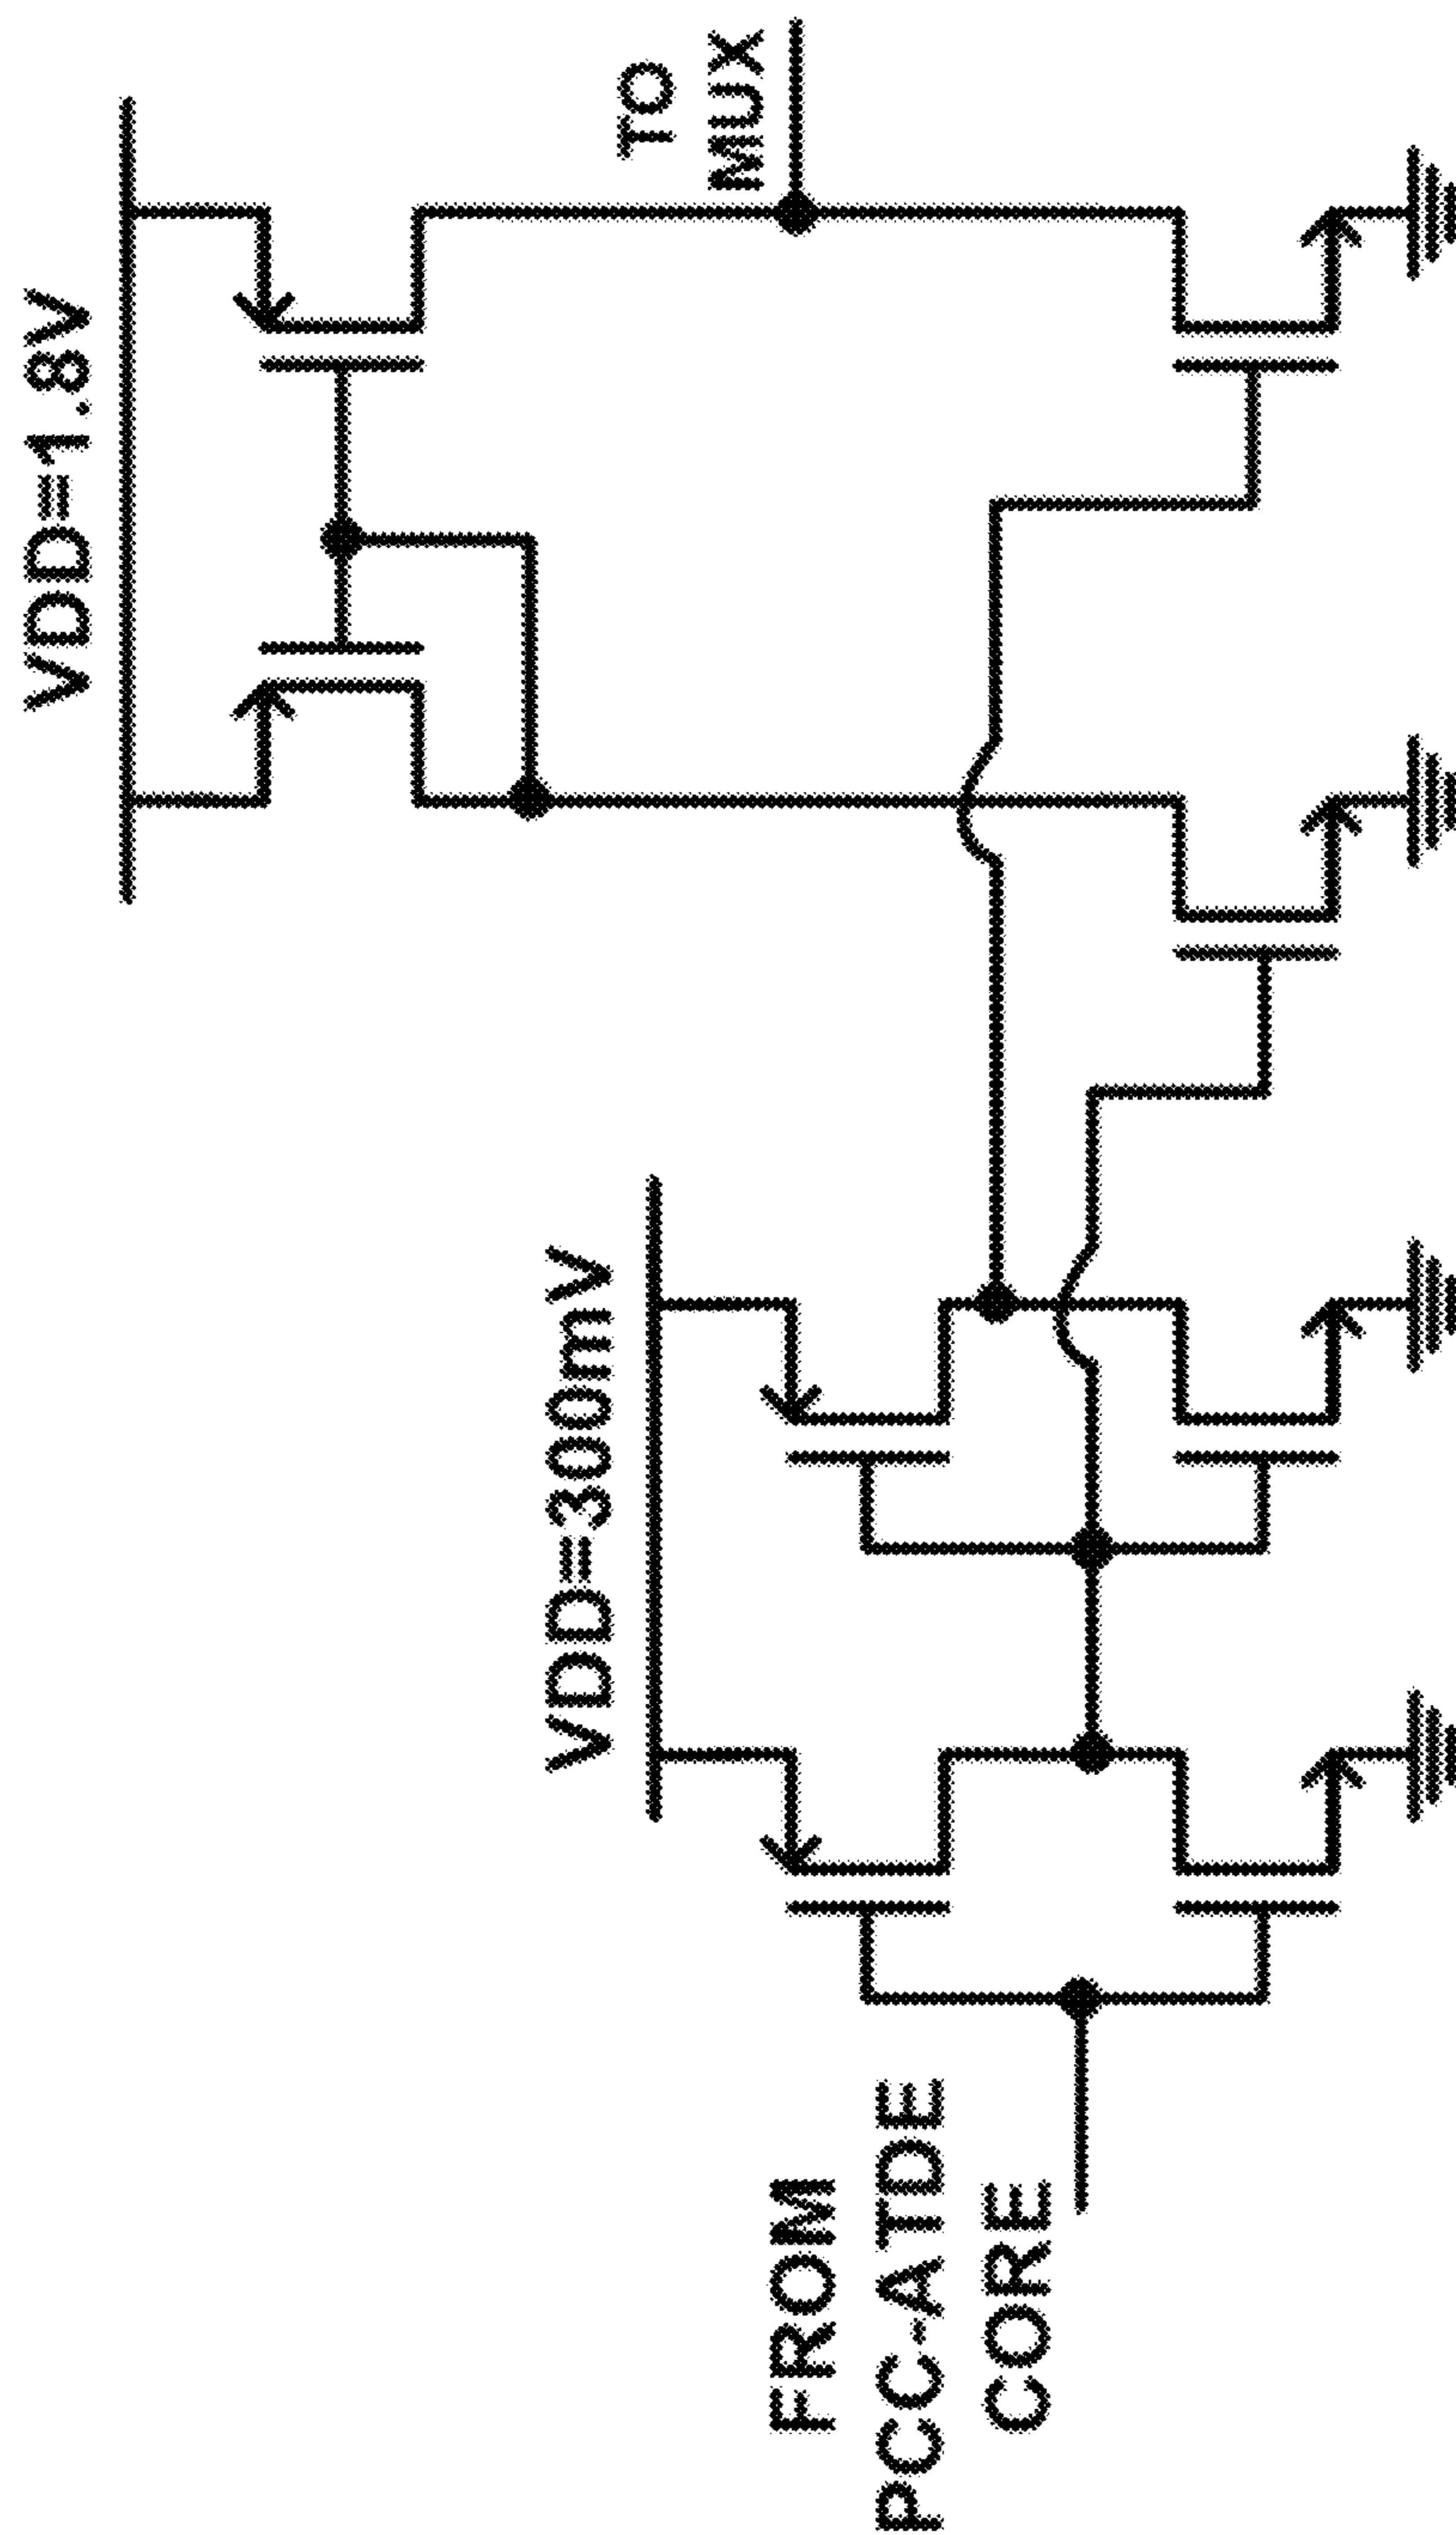 VDD=1.8V
TO
MUX
VDD=300mV
FROM
PCC-ATDE
CORE